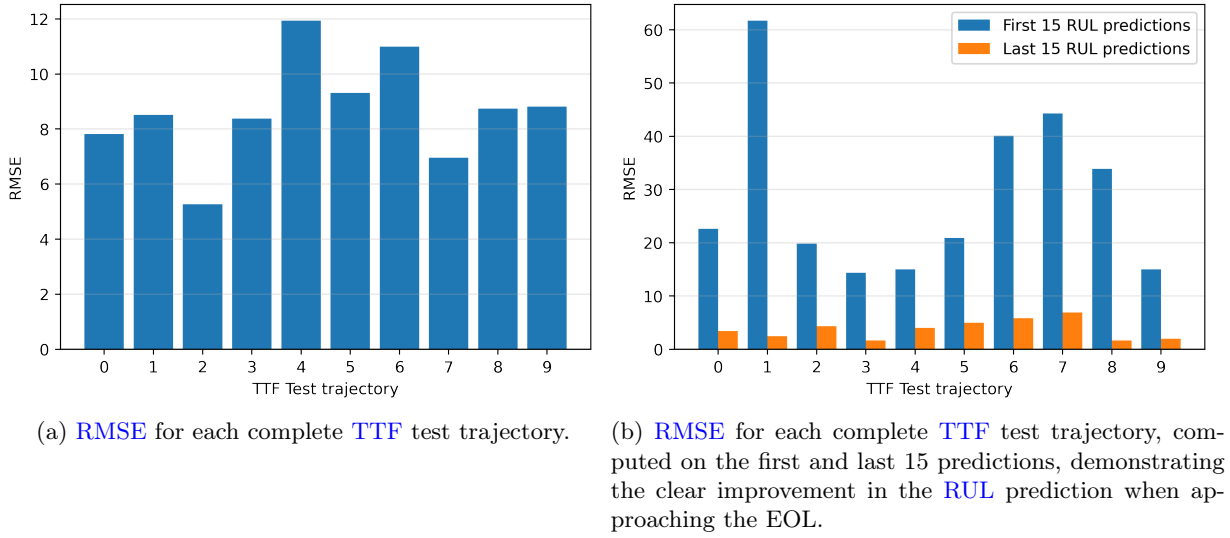 12
10
8
6
4
2
0
RMSE
0 1 2 3 4 5 6 7 8 9
TTF Test trajectory
(a) RMSE for each complete TTF test trajectory.
60
50
40
30
20
10
0
RMSE
First 15 RUL predictions
Last 15 RUL predictions
0 1 2 3 4 5 6 7 8 9
TTF Test trajectory
(b) RMSE for each complete TTF test trajectory, com-
puted on the first and last 15 predictions, demonstrating
the clear improvement in the RUL prediction when ap-
proaching the EOL.